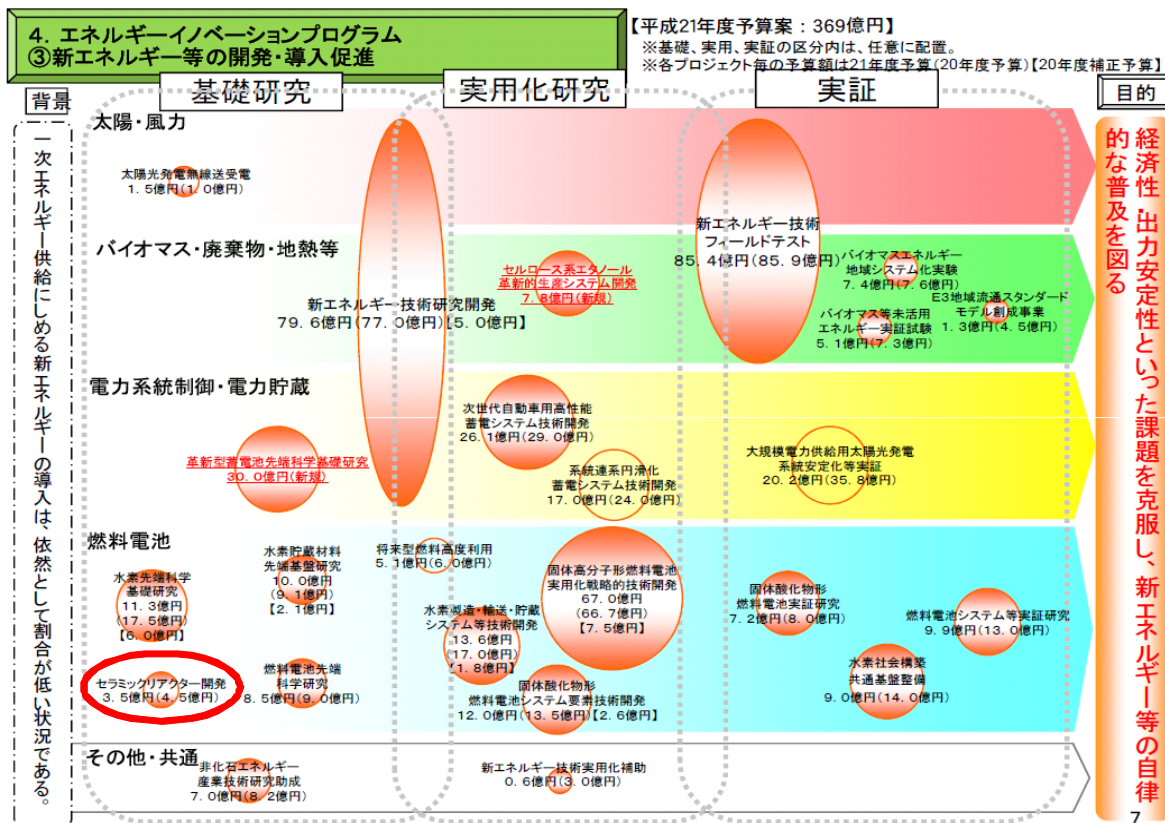 4．エネルギーイノベーションプログラム
③新エネルギー等の開発・導入促進
【平成21年度予算案：369億円】
※基礎、実用、実証の区分内は、任意に配置。
※各プロジェクト毎の予算額は21年度予算(20年度予算)【20年度補正予算】
背景
基礎研究
実用化研究
実証
目的
一次エネルギー供給にしめる新エネルギーの導入は、依然として割合が低い状況である。
太陽・風力
太陽光発電無線送受電
1．5億円(1．0億円)
新エネルギー技術
フィールドテスト
85．4億円(85．9億円)
バイオマス・廃棄物・地熱等
セルロース系エタノール
革新的生産システム開発
7．8億円(新規)
バイオマスエネルギー
地域システム化実験
7．4億円(7．6億円)
E3地域流通スタンダード
モデル創成事業
1．3億円(4．5億円)
新エネルギー技術研究開発
79．6億円(77．0億円)【5．0億円】
バイオマス等未活用
エネルギー実証試験
5．1億円(7．3億円)
電力系統制御・電力貯蔵
次世代自動車用高性能
蓄電システム技術開発
26．1億円(29．0億円)
革新型蓄電池先端科学基礎研究
30．0億円(新規)
系統連系円滑化
蓄電システム技術開発
17．0億円(24．0億円)
大規模電力供給用太陽光発電
系統安定化等実証
20．2億円(35．8億円)
燃料電池
水素先端科学
基礎研究
11．3億円
(17．5億円)
【6．0億円】
水素貯蔵材料
先端基盤研究
10．0億円
(9．1億円)
【2．1億円】
将来型燃料高度利用
5．1億円(6．0億円)
固体高分子形燃料電池
実用化戦略的技術開発
67．0億円
(66．7億円)
【7．5億円】
水素製造・輸送・貯蔵
システム等技術開発
13．6億円
(17．0億円)
【1．8億円】
固体酸化物形
燃料電池実証研究
7．2億円(8．0億円)
燃料電池システム等実証研究
9．9億円(13．0億円)
セラミックリアクター開発
3．5億円(4．5億円)
燃料電池先端
科学研究
8．5億円(9．0億円)
固体酸化物形
燃料電池システム要素技術開発
12．0億円(13．5億円)【2．6億円】
水素社会構築
共通基盤整備
9．0億円(14．0億円)
その他・共通
非化石エネルギー
産業技術研究助成
7．0億円(8．2億円)
新エネルギー技術実用化補助
0．6億円(3．0億円)
経済性、出力安定性といった課題を克服し、新エネルギー等の自律
的な普及を図る
7